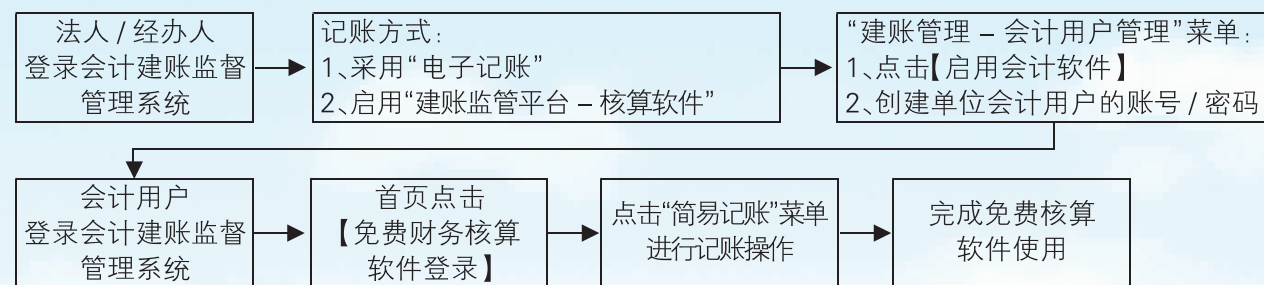 法人 / 经办人
登录会计建账监督
管理系统
记账方式：
1、采用“电子记账”
2、启用“建账监管平台 – 核算软件”
“建账管理 – 会计用户管理”菜单：
1、点击【启用会计软件】
2、创建单位会计用户的账号 / 密码
会计用户
登录会计建账监督
管理系统
首页点击
【免费财务核算
软件登录】
点击“简易记账”菜单
进行记账操作
完成免费核算
软件使用